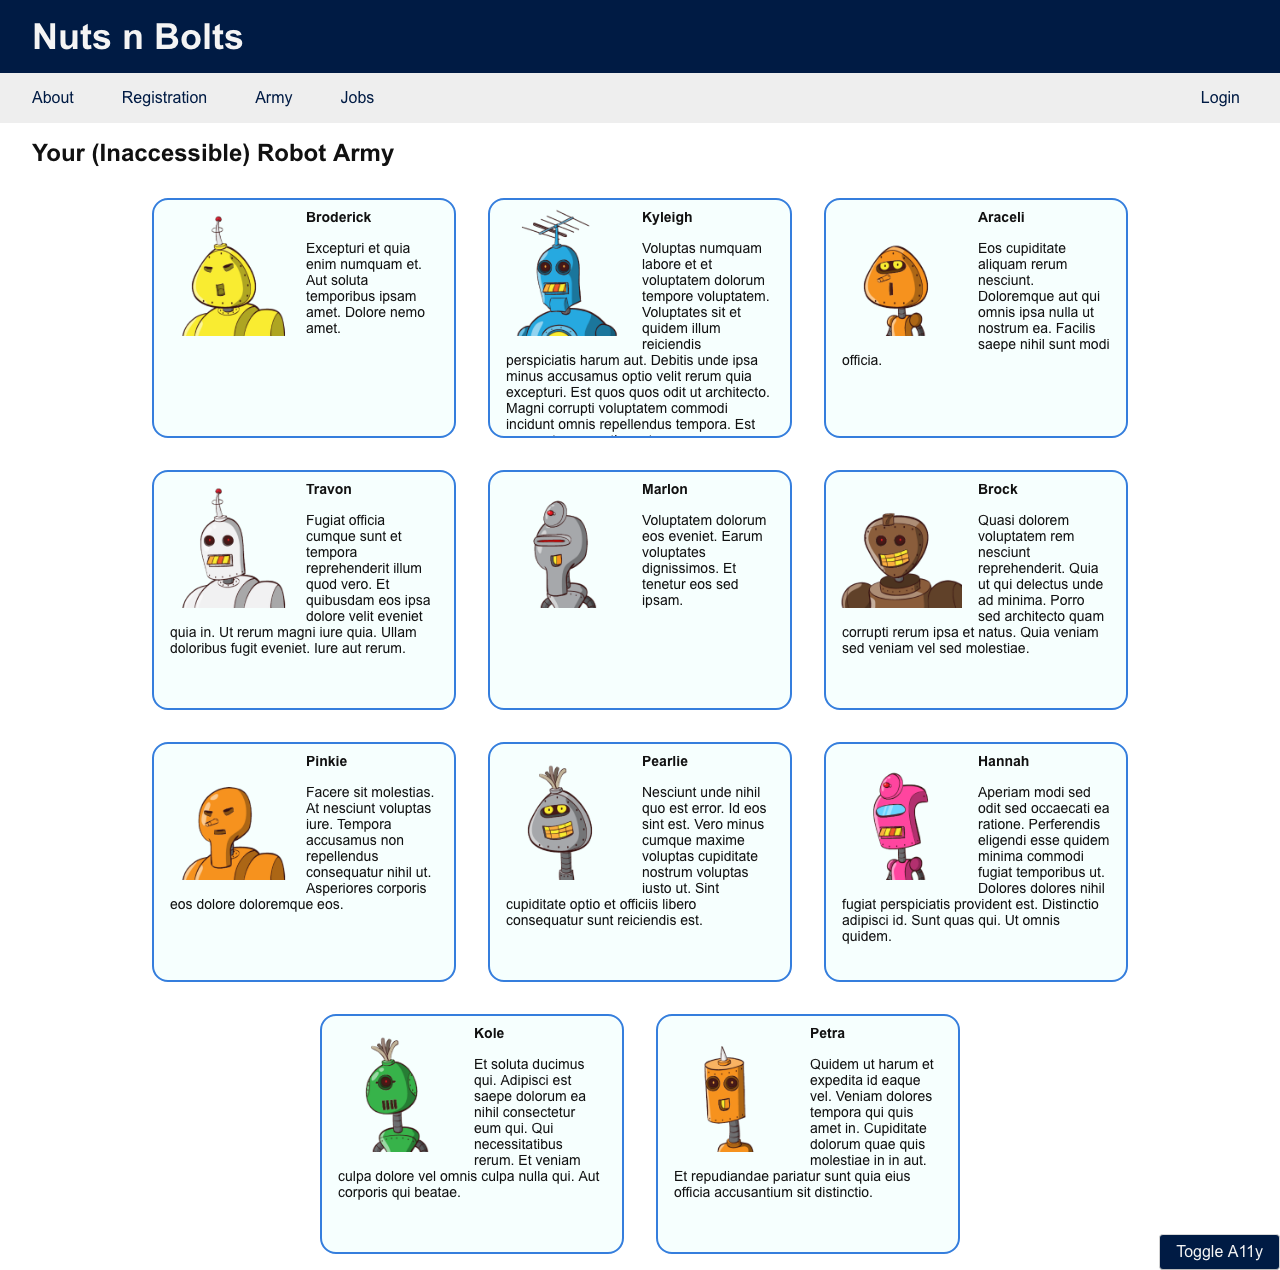 Nuts n Bolts
About Registration Army Jobs Login
Your (Inaccessible) Robot Army
Broderick
Excepturi et quia
enim numquam et.
Aut soluta
temporibus ipsam
amet. Dolore nemo
amet.
Kyleigh
Voluptas numquam
labore et et
voluptatem dolorum
tempore voluptatem.
Voluptates sit et
quidem illum
reiciendis
perspiciatis harum aut. Debitis unde ipsa
minus accusamus optio velit rerum quia
excepturi. Est quos quos odit ut architecto.
Magni corrupti voluptatem commodi
incidunt omnis repellendus tempora. Est
Araceli
Eos cupiditate
aliquam rerum
nesciunt.
Doloremque aut qui
omnis ipsa nulla ut
nostrum ea. Facilis
saepe nihil sunt modi
officia.
Travon
Fugiat officia
cumque sunt et
tempora
reprehenderit illum
quod vero. Et
quibusdam eos ipsa
dolore velit eveniet
quia in. Ut rerum magni iure quia. Ullam
doloribus fugit eveniet. Iure aut rerum.
Marlon
Voluptatem dolorum
eos eveniet. Earum
voluptates
dignissimos. Et
tenetur eos sed
ipsam.
Brock
Quasi dolorem
voluptatem rem
nesciunt
reprehenderit. Quia
ut qui delectus unde
ad minima. Porro
sed architecto quam
corrupti rerum ipsa et natus. Quia veniam
sed veniam vel sed molestiae.
Pinkie
Facere sit molestias.
At nesciunt voluptas
iure. Tempora
accusamus non
repellendus
consequatur nihil ut.
Asperiores corporis
eos dolore doloremque eos.
Pearlie
Nesciunt unde nihil
quo est error. Id eos
sint est. Vero minus
cumque maxime
voluptas cupiditate
nostrum voluptas
iusto ut. Sint
cupiditate optio et officiis libero
consequatur sunt reiciendis est.
Hannah
Aperiam modi sed
odit sed occaecati ea
ratione. Perferendis
eligendi esse quidem
minima commodi
fugiat temporibus ut.
Dolores dolores nihil
fugiat perspiciatis provident est. Distinctio
adipisci id. Sunt quas qui. Ut omnis
quidem.
Kole
Et soluta ducimus
qui. Adipisci est
saepe dolorum ea
nihil consectetur
eum qui. Qui
necessitatibus
rerum. Et veniam
culpa dolore vel omnis culpa nulla qui. Aut
corporis qui beatae.
Petra
Quidem ut harum et
expedita id eaque
vel. Veniam dolores
tempora qui quis
amet in. Cupiditate
dolorum quae quis
molestiae in in aut.
Et repudiandae pariatur sunt quia eius
officia accusantium sit distinctio.
Toggle A11y